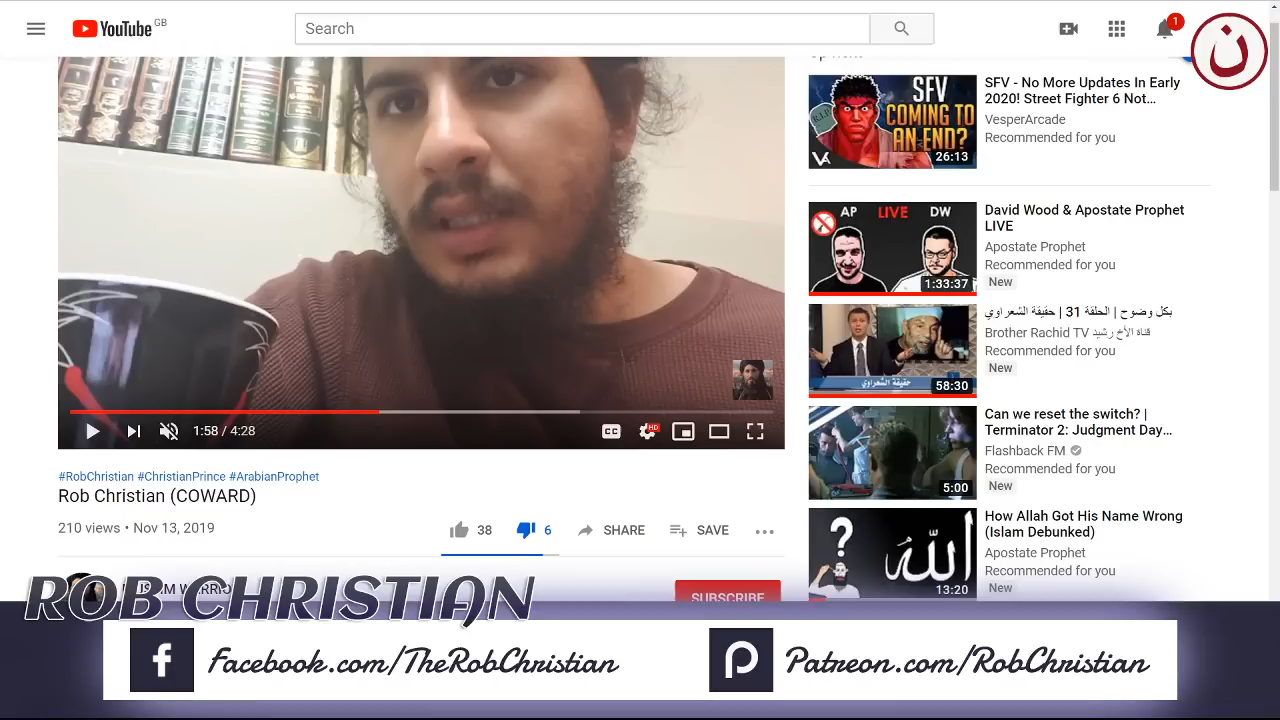 YouTube GB
Search
1
ن
SFV - No More Updates In Early
2020! Street Fighter 6 Not...
VesperArcade
Recommended for you
R.I.P
SFV
COMING TO
AN END?
VA
26:13
David Wood & Apostate Prophet
LIVE
Apostate Prophet
Recommended for you
New
AP LIVE DW
1:33:37
بكل وضوح | الحلقة 31 | حقيقة الشعراوي
Brother Rachid TV قناة الأخ رشيد
Recommended for you
New
حقيقة الشعراوي
58:30
Can we reset the switch? |
Terminator 2: Judgment Day...
Flashback FM
Recommended for you
New
5:00
How Allah Got His Name Wrong
(Islam Debunked)
Apostate Prophet
Recommended for you
New
?
الله
13:20
1:58 / 4:28
CC
HD
#RobChristian #ChristianPrince #ArabianProphet
Rob Christian (COWARD)
210 views • Nov 13, 2019
38
6
SHARE
SAVE
SUBSCRIBE
ROB CHRISTIAN
Facebook.com/TheRobChristian
Patreon.com/RobChristian